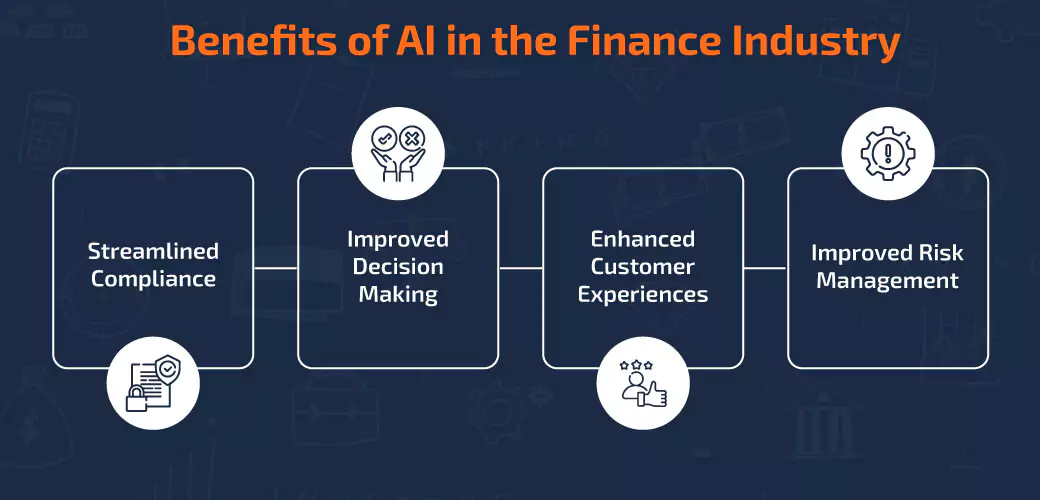 Benefits of AI in the Finance Industry
Streamlined
Compliance
Improved
Decision
Making
Enhanced
Customer
Experiences
Improved Risk
Management